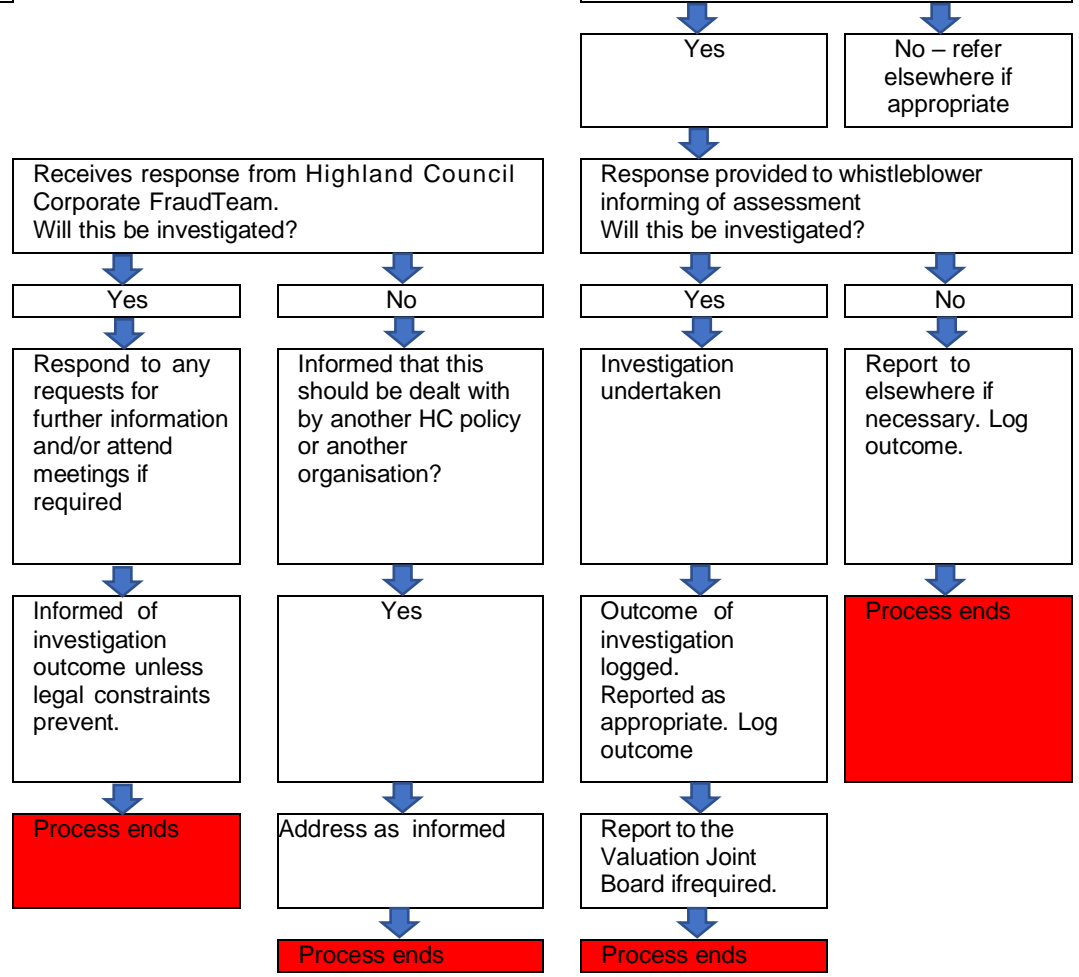 Yes
No – refer
elsewhere if
appropriate
Receives response from Highland Council
Corporate FraudTeam.
Will this be investigated?
Response provided to whistleblower
informing of assessment
Will this be investigated?
Yes
No
Yes
No
Respond to any
requests for
further information
and/or attend
meetings if
required
Informed that this
should be dealt with
by another HC policy
or another
organisation?
Investigation
undertaken
Report to
elsewhere if
necessary. Log
outcome.
Informed of
investigation
outcome unless
legal constraints
prevent.
Yes
Outcome of
investigation
logged.
Reported as
appropriate. Log
outcome
Process ends
Process ends
Address as informed
Report to the
Valuation Joint
Board ifrequired.
Process ends
Process ends